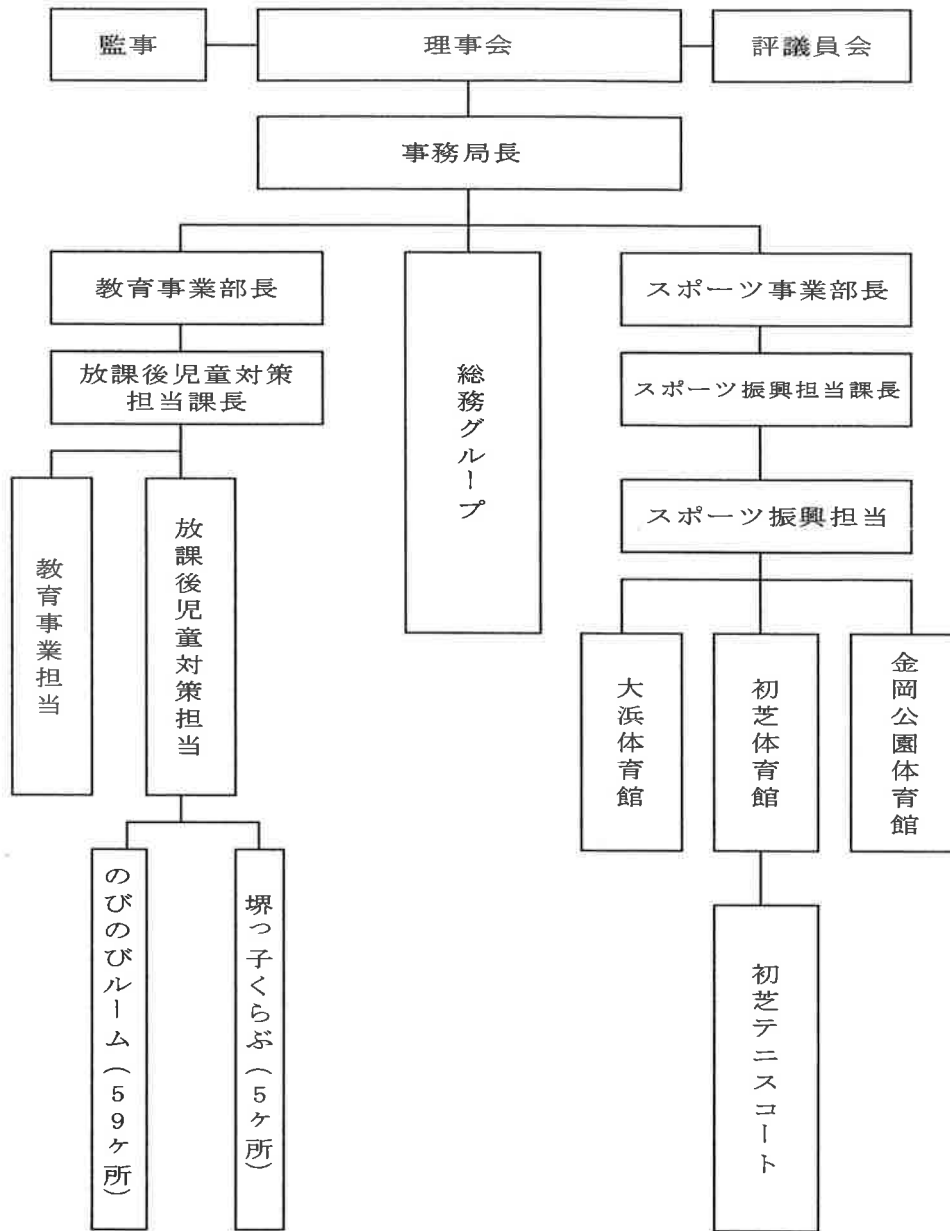 監事
理事会
評議員会
事務局長
教育事業部長
スポーツ事業部長
放課後児童対策
担当課長
総務グループ
スポーツ振興担当課長
教育事業担当
放課後児童対策担当
スポーツ振興担当
大浜体育館
初芝体育館
金岡公園体育館
のびのびルーム(59ケ所)
堺っ子くらぶ(5ケ所)
初芝テニスコート